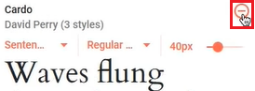 Cardo
David Perry (3 styles)
Senten... Regular ... 40px
Waves flung